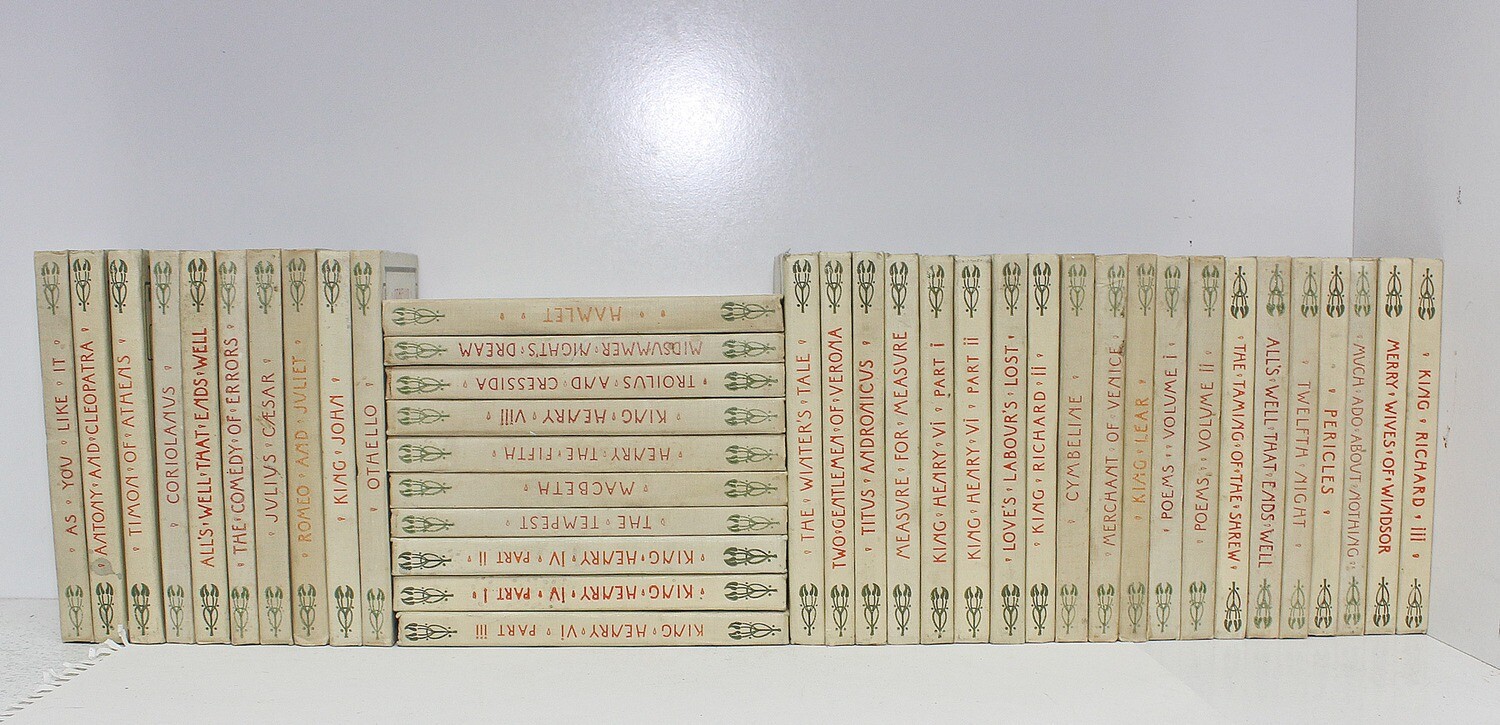 AS · YOU · LIKE · IT
ANTONY · AND · CLEOPATRA
TIMON · OF · ATHENS
CORIOLANUS
ALL'S · WELL · THAT · ENDS · WELL
THE · COMEDY · OF · ERRORS
JULIUS · CÆSAR
ROMEO · AND · JULIET
KING · JOHN
OTHELLO
HAMLET
MIDSUMMER · NIGHT'S · DREAM
TROILUS · AND · CRESSIDA
KING · HENRY · VIII
HENRY · THE · FIFTH
MACBETH
THE · TEMPEST
KING · HENRY · IV · PART · ii
KING · HENRY · IV · PART · I
KING · HENRY · VI · PART iii
THE · WINTER'S · TALE
TWO · GENTLEMEN · OF · VERONA
TITUS · ANDRONICUS
MEASURE · FOR · MEASURE
KING · HENRY · VI · PART i
KING · HENRY · VI · PART ii
LOVE'S · LABOUR'S · LOST
KING · RICHARD · ii
CYMBELINE
MERCHANT · OF · VENICE
KING · LEAR
POEMS · VOLUME i
POEMS · VOLUME ii
THE · TAMING · OF · THE · SHREW
ALL'S · WELL · THAT · ENDS · WELL
TWELFTH · NIGHT
PERICLES
MUCH · ADO · ABOUT · NOTHING
MERRY · WIVES · OF · WINDSOR
KING · RICHARD · iii